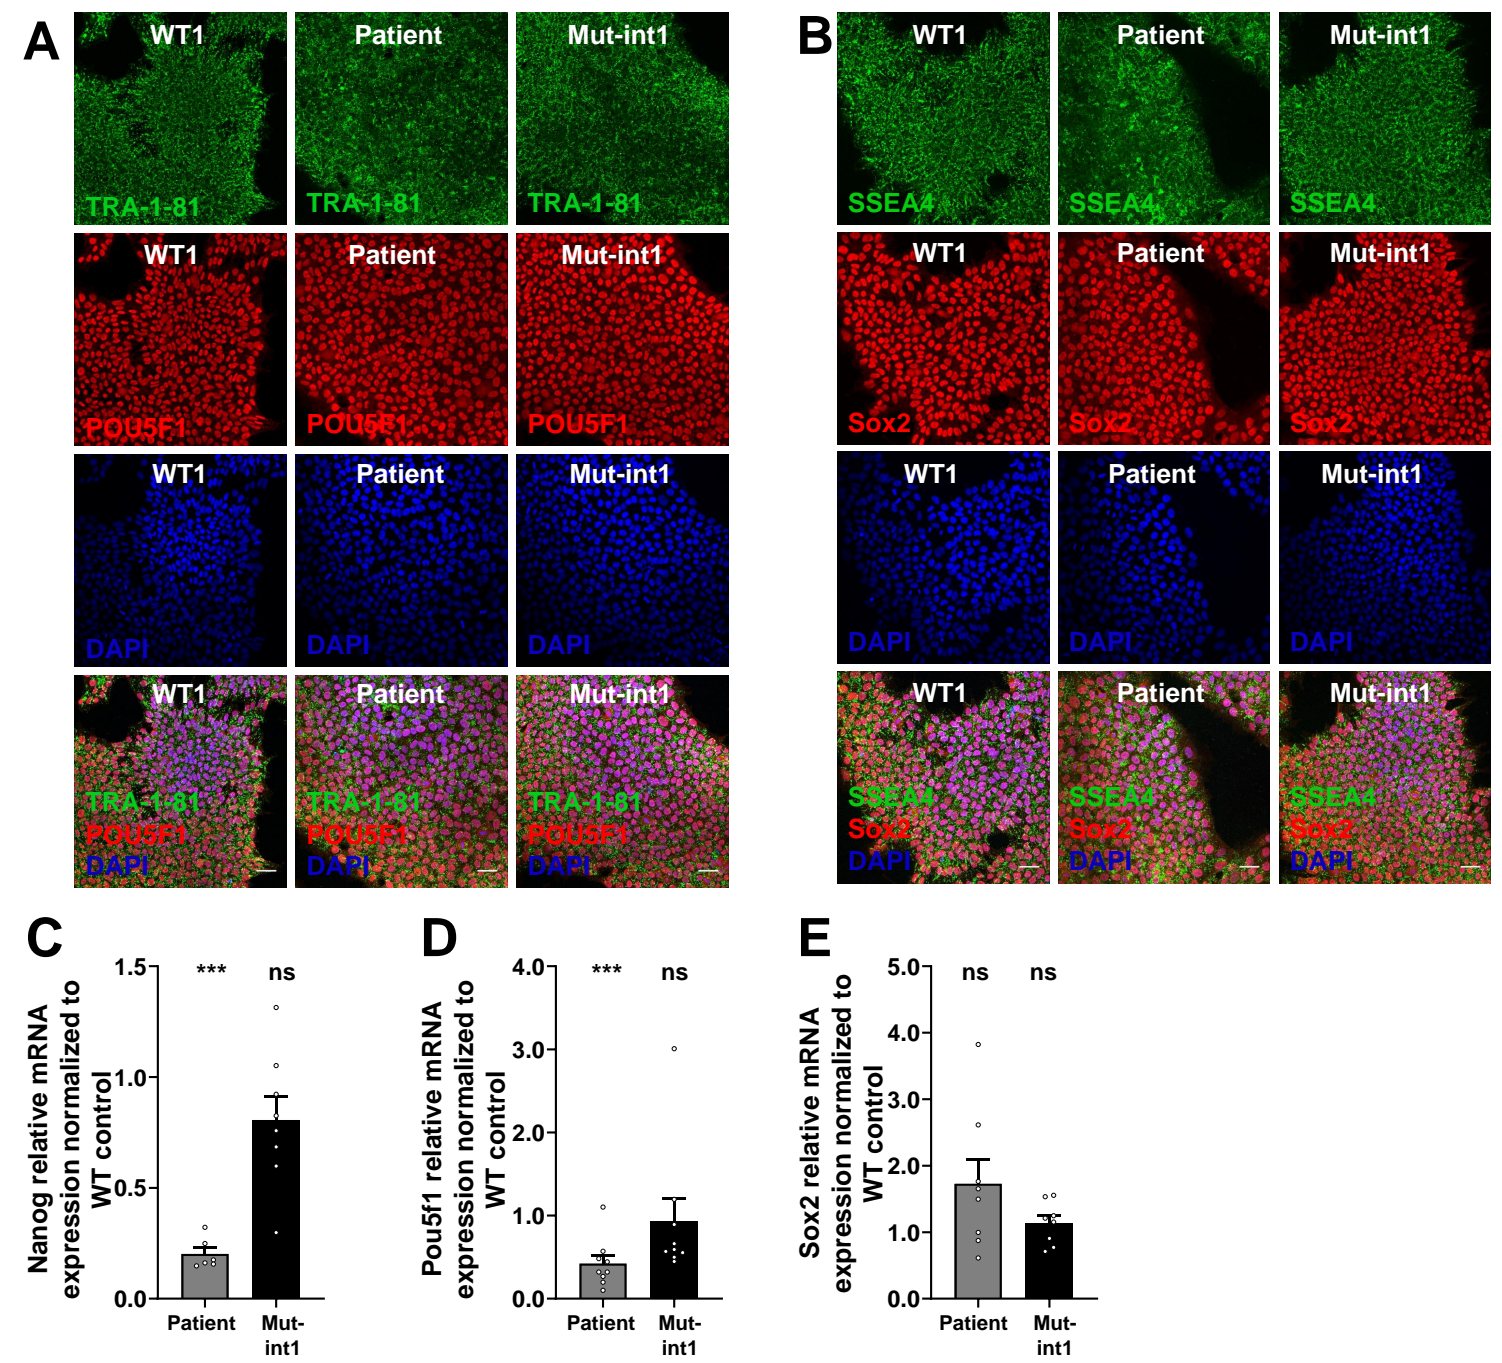 A
WT1 Patient Mut-int1
TRA-1-81 TRA-1-81 TRA-1-81
WT1 Patient Mut-int1
POU5F1 POU5F1 POU5F1
WT1 Patient Mut-int1
DAPI DAPI DAPI
WT1 Patient Mut-int1
TRA-1-81 TRA-1-81 TRA-1-81
POU5F1 POU5F1 POU5F1
DAPI DAPI DAPI
B
WT1 Patient Mut-int1
SSEA4 SSEA4 SSEA4
WT1 Patient Mut-int1
Sox2 Sox2 Sox2
WT1 Patient Mut-int1
DAPI DAPI DAPI
WT1 Patient Mut-int1
SSEA4 SSEA4 SSEA4
Sox2 Sox2 Sox2
DAPI DAPI DAPI
C
Nanog relative mRNA
expression normalized to
WT control
1.5
1.0
0.5
0.0
*** ns
Patient Mut-
int1
D
Pou5f1 relative mRNA
expression normalized to
WT control
4.0
3.0
2.0
1.0
0.0
*** ns
Patient Mut-
int1
E
Sox2 relative mRNA
expression normalized to
WT control
5.0
4.0
3.0
2.0
1.0
0.0
ns ns
Patient Mut-
int1